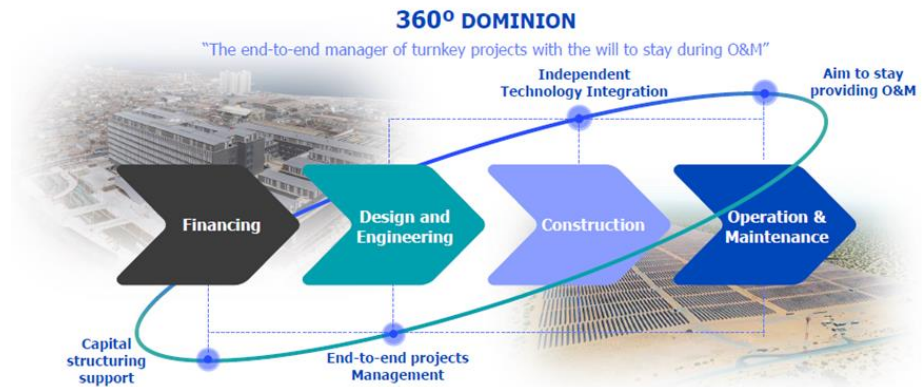 360º DOMINION
“The end-to-end manager of turnkey projects with the will to stay during O&M”
Independent
Technology Integration
Aim to stay
providing O&M
Financing
Design and
Engineering
Construction
Operation &
Maintenance
Capital
structuring
support
End-to-end projects
Management